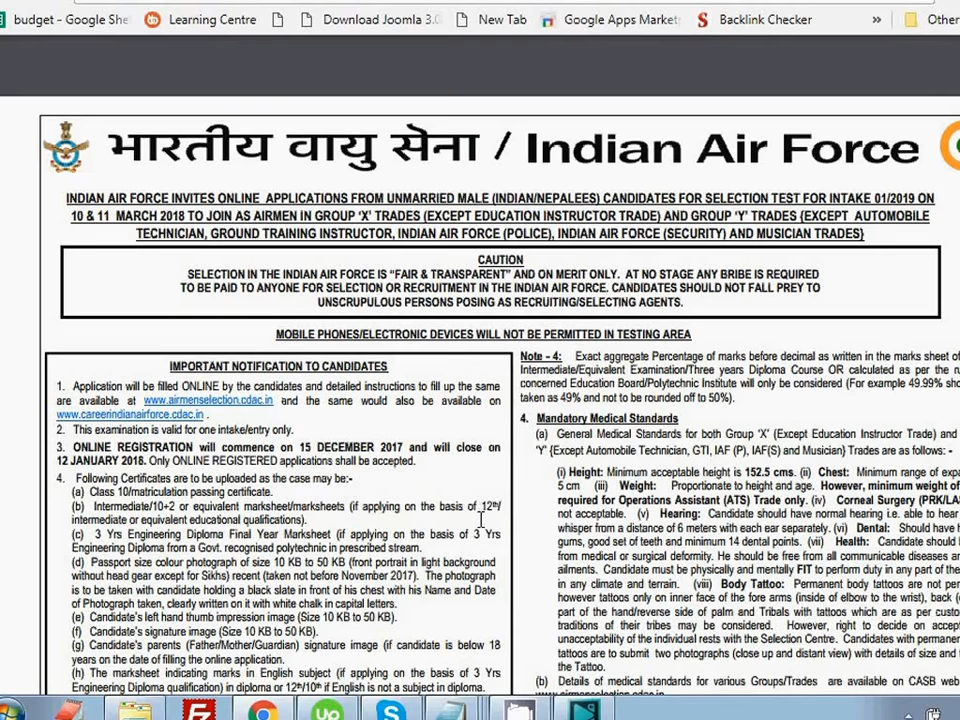 budget - Google She
Learning Centre
Download Joomla 3.0
New Tab
Google Apps Market
Backlink Checker
»
Other
भारतीय वायु सेना / Indian Air Force
INDIAN AIR FORCE INVITES ONLINE APPLICATIONS FROM UNMARRIED MALE (INDIAN/NEPALEES) CANDIDATES FOR SELECTION TEST FOR INTAKE 01/2019 ON
10 & 11 MARCH 2018 TO JOIN AS AIRMEN IN GROUP 'X' TRADES (EXCEPT EDUCATION INSTRUCTOR TRADE) AND GROUP 'Y' TRADES {EXCEPT AUTOMOBILE
TECHNICIAN, GROUND TRAINING INSTRUCTOR, INDIAN AIR FORCE (POLICE), INDIAN AIR FORCE (SECURITY) AND MUSICIAN TRADES}
CAUTION
SELECTION IN THE INDIAN AIR FORCE IS "FAIR & TRANSPARENT" AND ON MERIT ONLY. AT NO STAGE ANY BRIBE IS REQUIRED
TO BE PAID TO ANYONE FOR SELECTION OR RECRUITMENT IN THE INDIAN AIR FORCE. CANDIDATES SHOULD NOT FALL PREY TO
UNSCRUPULOUS PERSONS POSING AS RECRUITING/SELECTING AGENTS.
MOBILE PHONES/ELECTRONIC DEVICES WILL NOT BE PERMITTED IN TESTING AREA
IMPORTANT NOTIFICATION TO CANDIDATES
1. Application will be filled ONLINE by the candidates and detailed instructions to fill up the same
are available at www.airmenselection.cdac.in and the same would also be available on
www.careerindianairforce.cdac.in .
2. This examination is valid for one intake/entry only.
3. ONLINE REGISTRATION will commence on 15 DECEMBER 2017 and will close on
12 JANUARY 2018. Only ONLINE REGISTERED applications shall be accepted.
4. Following Certificates are to be uploaded as the case may be:-
(a) Class 10/matriculation passing certificate.
(b) Intermediate/10+2 or equivalent marksheet/marksheets (if applying on the basis of 12th/
intermediate or equivalent educational qualifications).
(c) 3 Yrs Engineering Diploma Final Year Marksheet (if applying on the basis of 3 Yrs
Engineering Diploma from a Govt. recognised polytechnic in prescribed stream.
(d) Passport size colour photograph of size 10 KB to 50 KB (front portrait in light background
without head gear except for Sikhs) recent (taken not before November 2017). The photograph
is to be taken with candidate holding a black slate in front of his chest with his Name and Date
of Photograph taken, clearly written on it with white chalk in capital letters.
(e) Candidate's left hand thumb impression image (Size 10 KB to 50 KB).
(f) Candidate's signature image (Size 10 KB to 50 KB).
(g) Candidate's parents (Father/Mother/Guardian) signature image (if candidate is below 18
years on the date of filling the online application.
(h) The marksheet indicating marks in English subject (if applying on the basis of 3 Yrs
Engineering Diploma qualification) in diploma or 12th/10th if English is not a subject in diploma.
Note – 4: Exact aggregate Percentage of marks before decimal as written in the marks sheet of
Intermediate/Equivalent Examination/Three years Diploma Course OR calculated as per the ru
concerned Education Board/Polytechnic Institute will only be considered (For example 49.99% sho
taken as 49% and not to be rounded off to 50%).
4. Mandatory Medical Standards
(a) General Medical Standards for both Group 'X' (Except Education Instructor Trade) and
'Y' {Except Automobile Technician, GTI, IAF (P), IAF(S) and Musician} Trades are as follows: -
(i) Height: Minimum acceptable height is 152.5 cms. (ii) Chest: Minimum range of expa
5 cm (iii) Weight: Proportionate to height and age. However, minimum weight of
required for Operations Assistant (ATS) Trade only. (iv) Corneal Surgery (PRK/LA
not acceptable. (v) Hearing: Candidate should have normal hearing i.e. able to hear
whisper from a distance of 6 meters with each ear separately. (vi) Dental: Should have h
gums, good set of teeth and minimum 14 dental points. (vii) Health: Candidate should
from medical or surgical deformity. He should be free from all communicable diseases an
ailments. Candidate must be physically and mentally FIT to perform duty in any part of the
in any climate and terrain. (viii) Body Tattoo: Permanent body tattoos are not per
however tattoos only on inner face of the fore arms (inside of elbow to the wrist), back (
part of the hand/reverse side of palm and Tribals with tattoos which are as per custo
traditions of their tribes may be considered. However, right to decide on accept
unacceptability of the individual rests with the Selection Centre. Candidates with permanen
tattoos are to submit two photographs (close up and distant view) with details of size and
the Tattoo.
(b) Details of medical standards for various Groups/Trades are available on CASB web
www.airmenselection.cdac.in